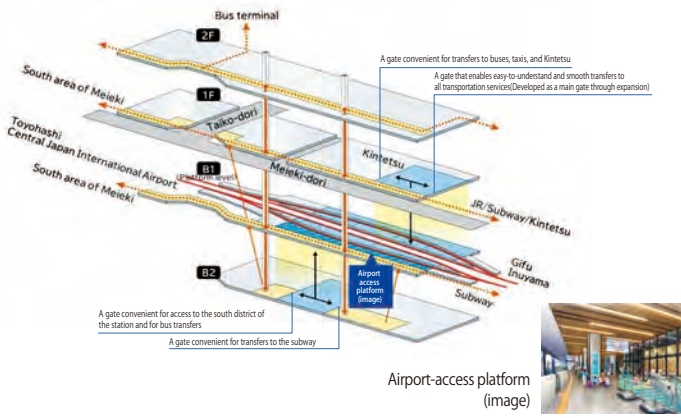 Bus terminal
2F
A gate convenient for transfers to buses, taxis, and Kintetsu
A gate that enables easy-to-understand and smooth transfers to
all transportation services(Developed as a main gate through expansion)
South area of Meieki
1F
Taiko-dori
Toyohashi
Central Japan International Airport
Kintetsu
Meieki-dori
B1
(Platform level)
South area of Meieki
JR/Subway/Kintetsu
Gifu
Inuyama
Airport
access
platform
(image)
Subway
B2
A gate convenient for access to the south district of
the station and for bus transfers
A gate convenient for transfers to the subway
Airport-access platform
(image)